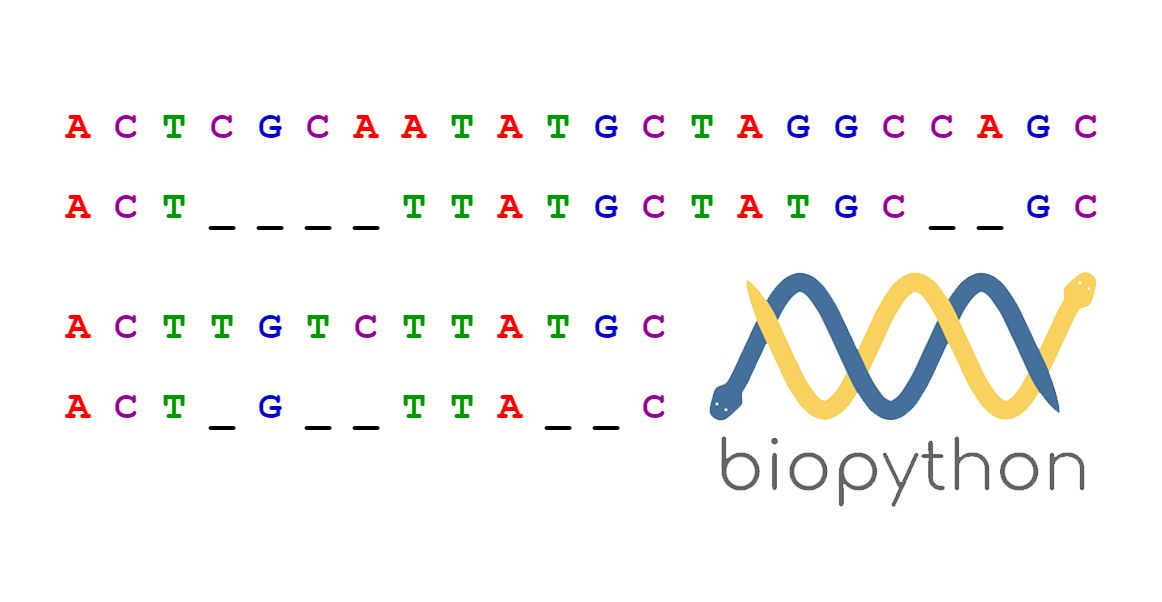 A C T C G C A A T A T G C T A G G C C A G C
A C T _ _ _ _ T T A T G C T A T G C _ _ G C
A C T T G T C T T A T G C
A C T _ G _ _ T T A _ _ C
biopython